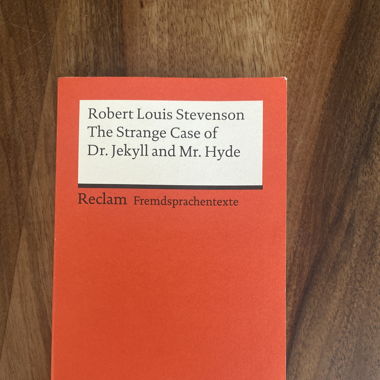 Robert Louis Stevenson
The Strange Case of
Dr. Jekyll and Mr. Hyde
Reclam Fremdsprachentexte